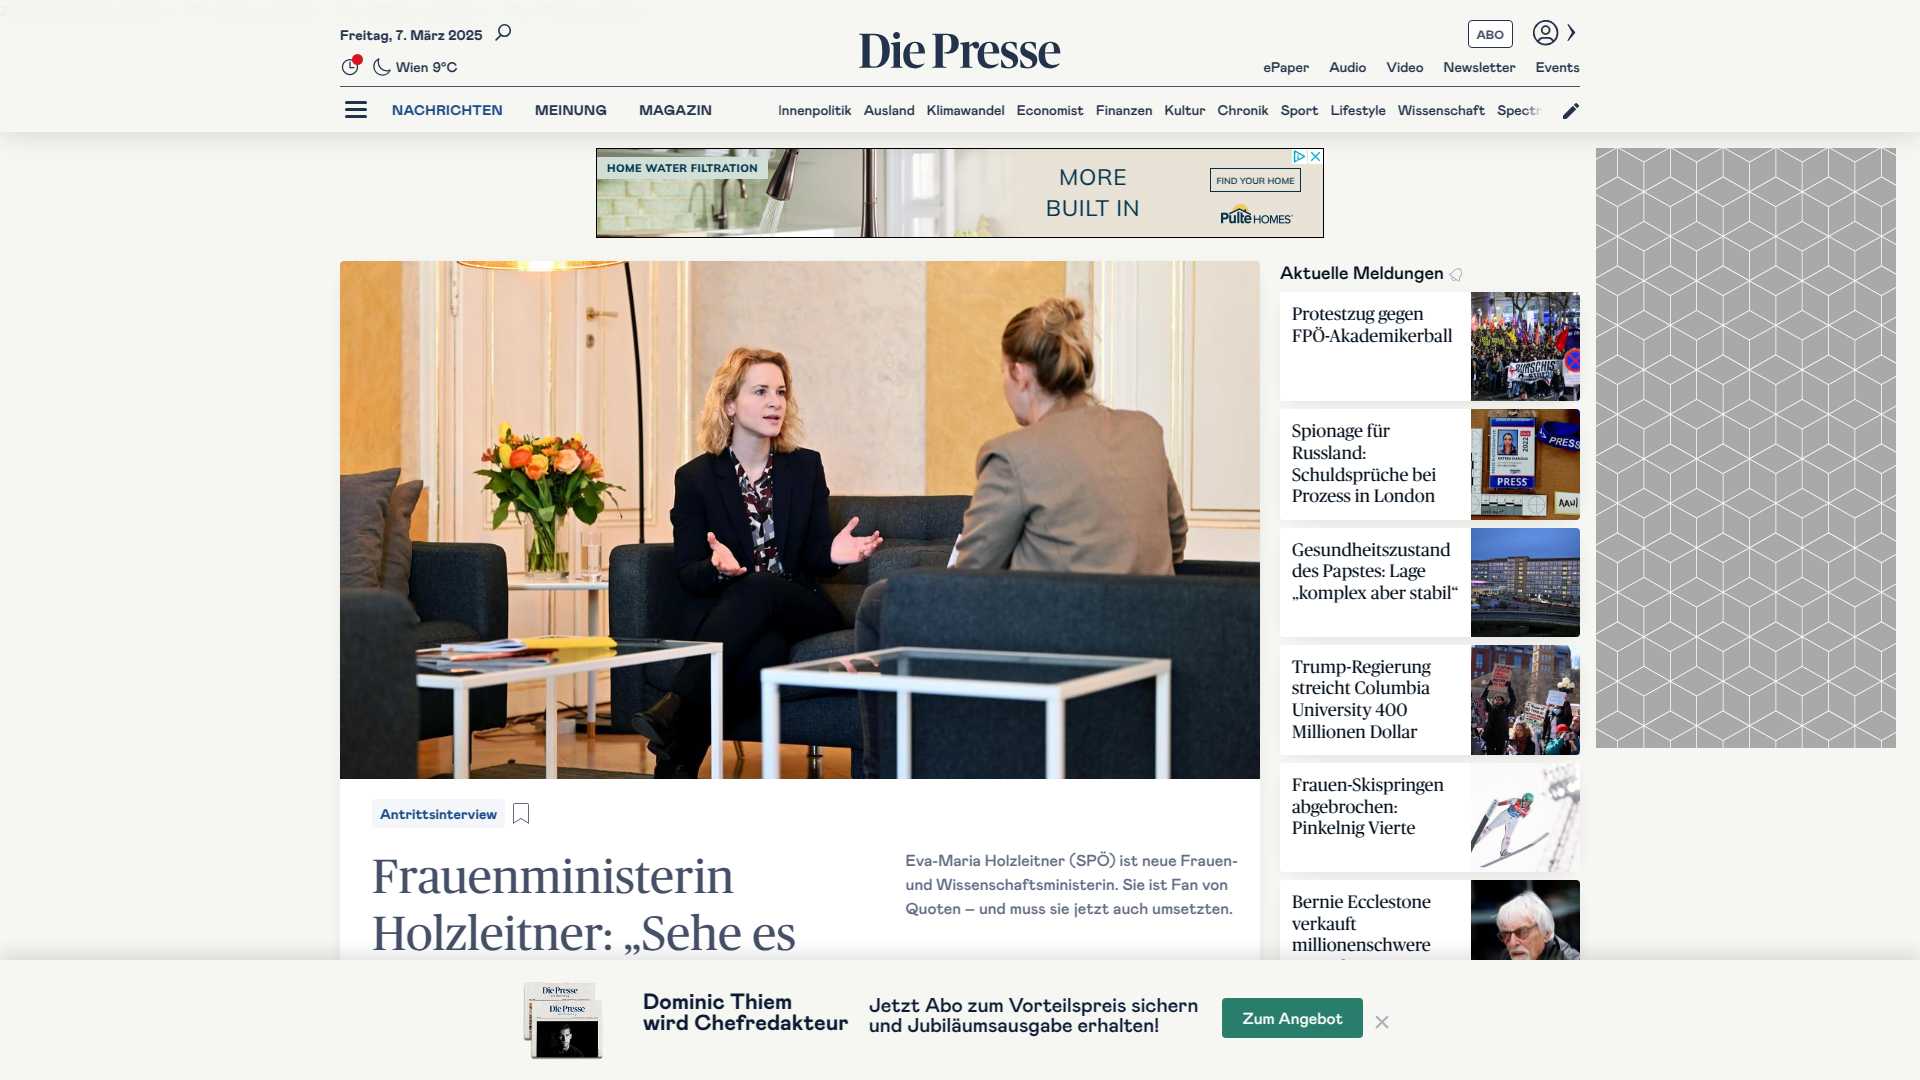 Freitag, 7. März 2025
Die Presse
ABO
Wien 9°C
ePaper Audio Video Newsletter Events
NACHRICHTEN MEINUNG MAGAZIN
Innenpolitik Ausland Klimawandel Economist Finanzen Kultur Chronik Sport Lifestyle Wissenschaft Spectr
HOME WATER FILTRATION
MORE
BUILT IN
FIND YOUR HOME
Pulte HOMES
Aktuelle Meldungen
Protestzug gegen
FPÖ-Akademikerball
Spionage für
Russland:
Schuldsprüche bei
Prozess in London
PRESS
PRESS
2022
Gesundheitszustand
des Papstes: Lage
„komplex aber stabil“
Trump-Regierung
streicht Columbia
University 400
Millionen Dollar
Frauen-Skispringen
abgebrochen:
Pinkelnig Vierte
Bernie Ecclestone
verkauft
millionenschwere
Antrittsinterview
Frauenministerin
Holzleitner: „Sehe es
Eva-Maria Holzleitner (SPÖ) ist neue Frauen-
und Wissenschaftsministerin. Sie ist Fan von
Quoten – und muss sie jetzt auch umsetzten.
Die Presse
Die Presse
Dominic Thiem
wird Chefredakteur
Jetzt Abo zum Vorteilspreis sichern
und Jubiläumsausgabe erhalten!
Zum Angebot